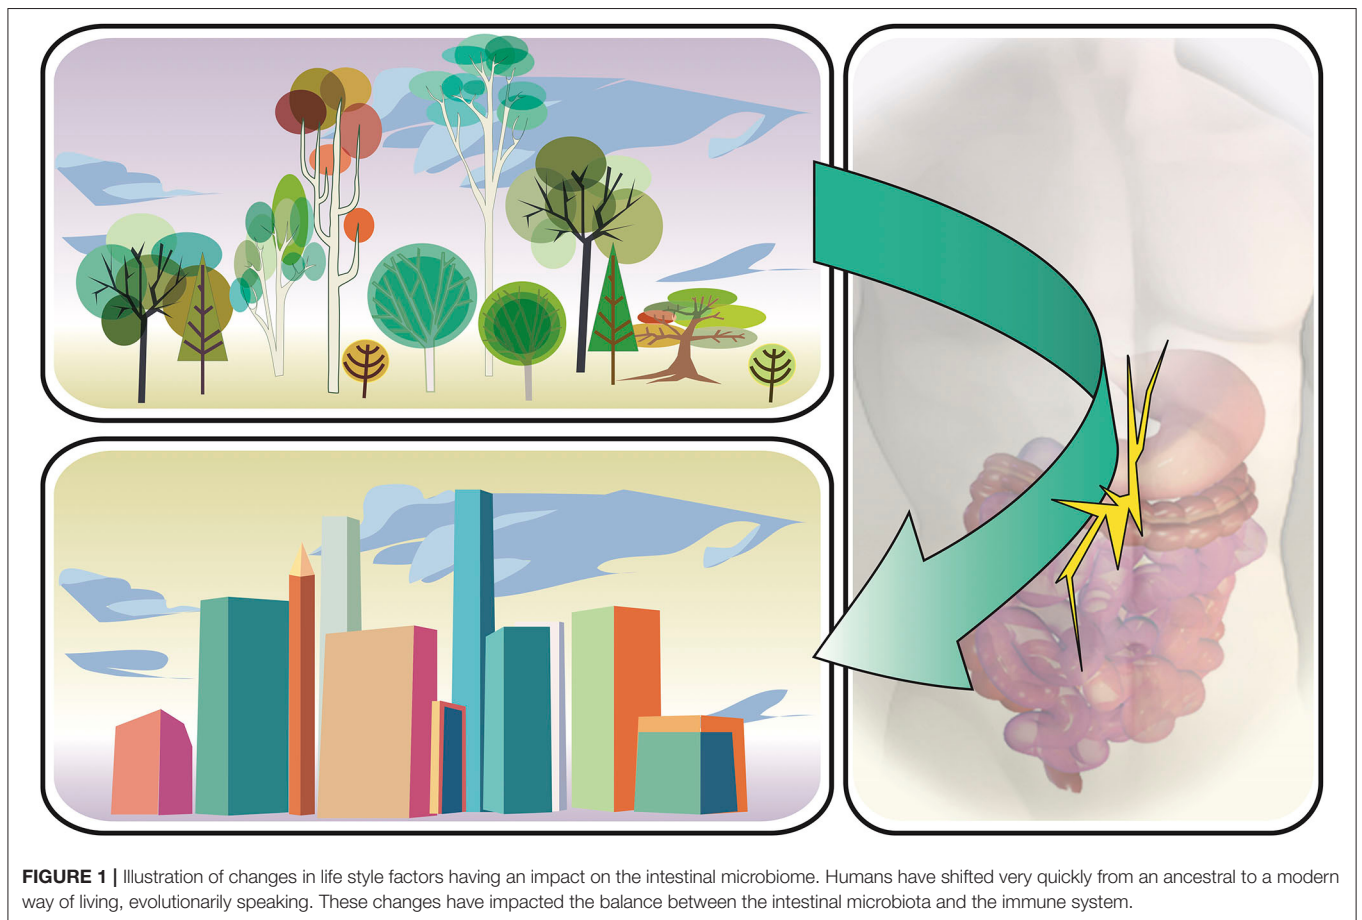 FIGURE 1 | Illustration of changes in life style factors having an impact on the intestinal microbiome. Humans have shifted very quickly from an ancestral to a modern
way of living, evolutionarily speaking. These changes have impacted the balance between the intestinal microbiota and the immune system.